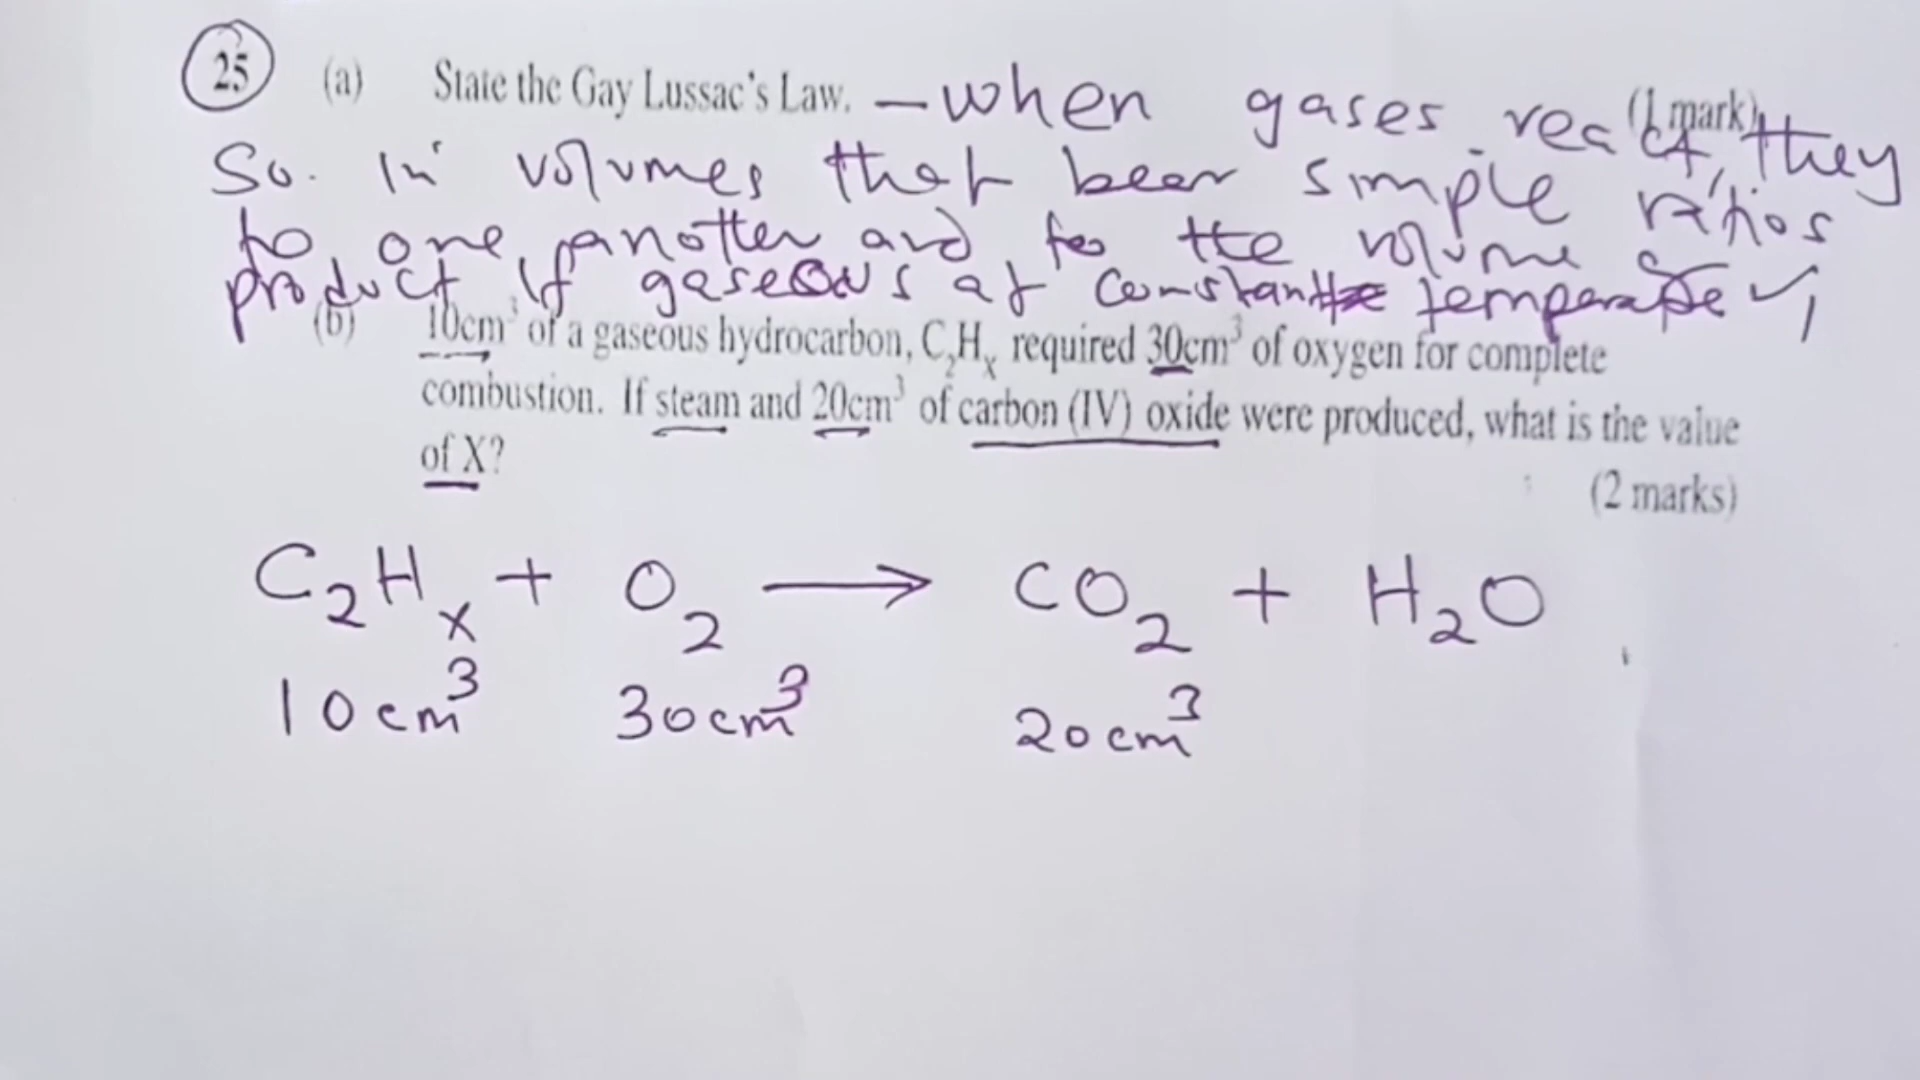 25 (a) State the Gay Lussac's Law. — when gases react, they (1 mark)
So in volumes that bear simple ratios
to one another and to the volume of
product if gaseous at constant temperature
(b) 10cm³ of a gaseous hydrocarbon, C₂Hₓ required 30cm³ of oxygen for complete
combustion. If steam and 20cm³ of carbon (IV) oxide were produced, what is the value
of X?
(2 marks)
C₂Hₓ + O₂ → CO₂ + H₂O
10cm³ 30cm³ 20cm³